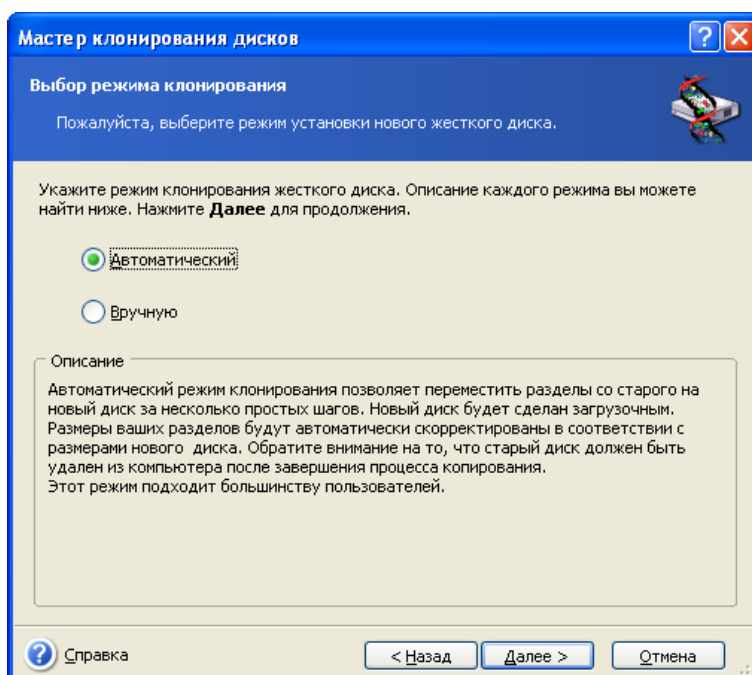 Мастер клонирования дисков
Выбор режима клонирования
Пожалуйста, выберите режим установки нового жесткого диска.
Укажите режим клонирования жесткого диска. Описание каждого режима вы можете
найти ниже. Нажмите Далее для продолжения.
Автоматический
Вручную
Описание
Автоматический режим клонирования позволяет переместить разделы со старого на
новый диск за несколько простых шагов. Новый диск будет сделан загрузочным.
Размеры ваших разделов будут автоматически скорректированы в соответствии с
размерами нового диска. Обратите внимание на то, что старый диск должен быть
удален из компьютера после завершения процесса копирования.
Этот режим подходит большинству пользователей.
Справка
< Назад
Далее >
Отмена